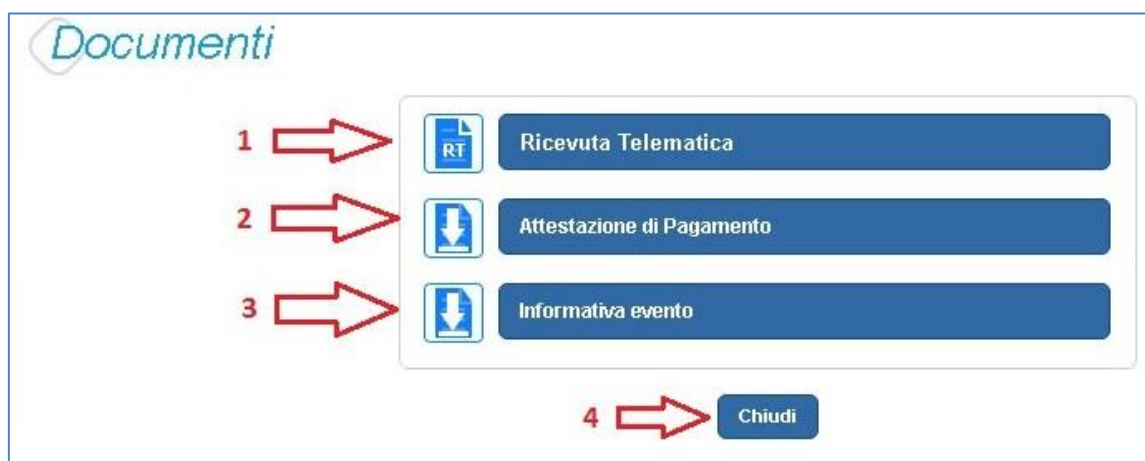 Documenti
1 RT Ricevuta Telematica
2 Attestazione di Pagamento
3 Informativa evento
4 Chiudi